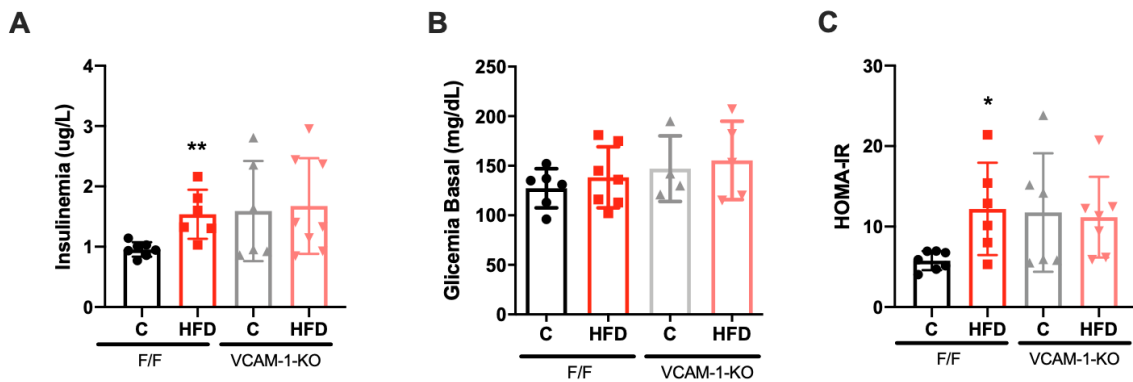 A
Insulinemia (ug/L)
4
3
2
1
0
**
C HFD C HFD
F/F VCAM-1-KO
B
Glicemia Basal (mg/dL)
250
200
150
100
50
0
C HFD C HFD
F/F VCAM-1-KO
C
HOMA-IR
30
20
10
0
*
C HFD C HFD
F/F VCAM-1-KO